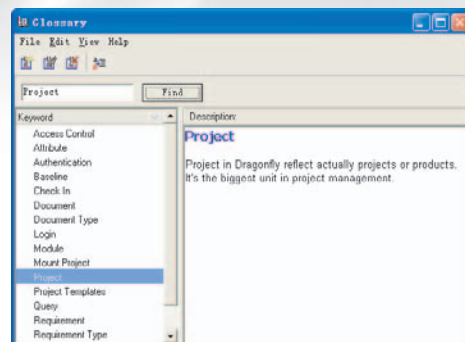 Glossary
File Edit View Help
Project Find
Keyword
Access Control
Attribute
Authentication
Baseline
Check In
Document
Document Type
Login
Module
Mount Project
Project
Project Templates
Query
Requirement
Requirement Type
Description:
Project
Project in Dragonfly reflect actually projects or products.
It's the biggest unit in project management.